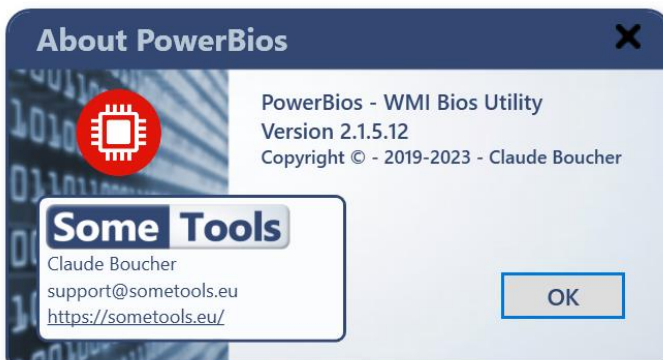 About PowerBios
PowerBios - WMI Bios Utility
Version 2.1.5.12
Copyright © - 2019-2023 - Claude Boucher
Some Tools
Claude Boucher
support@sometools.eu
https://sometools.eu/
OK